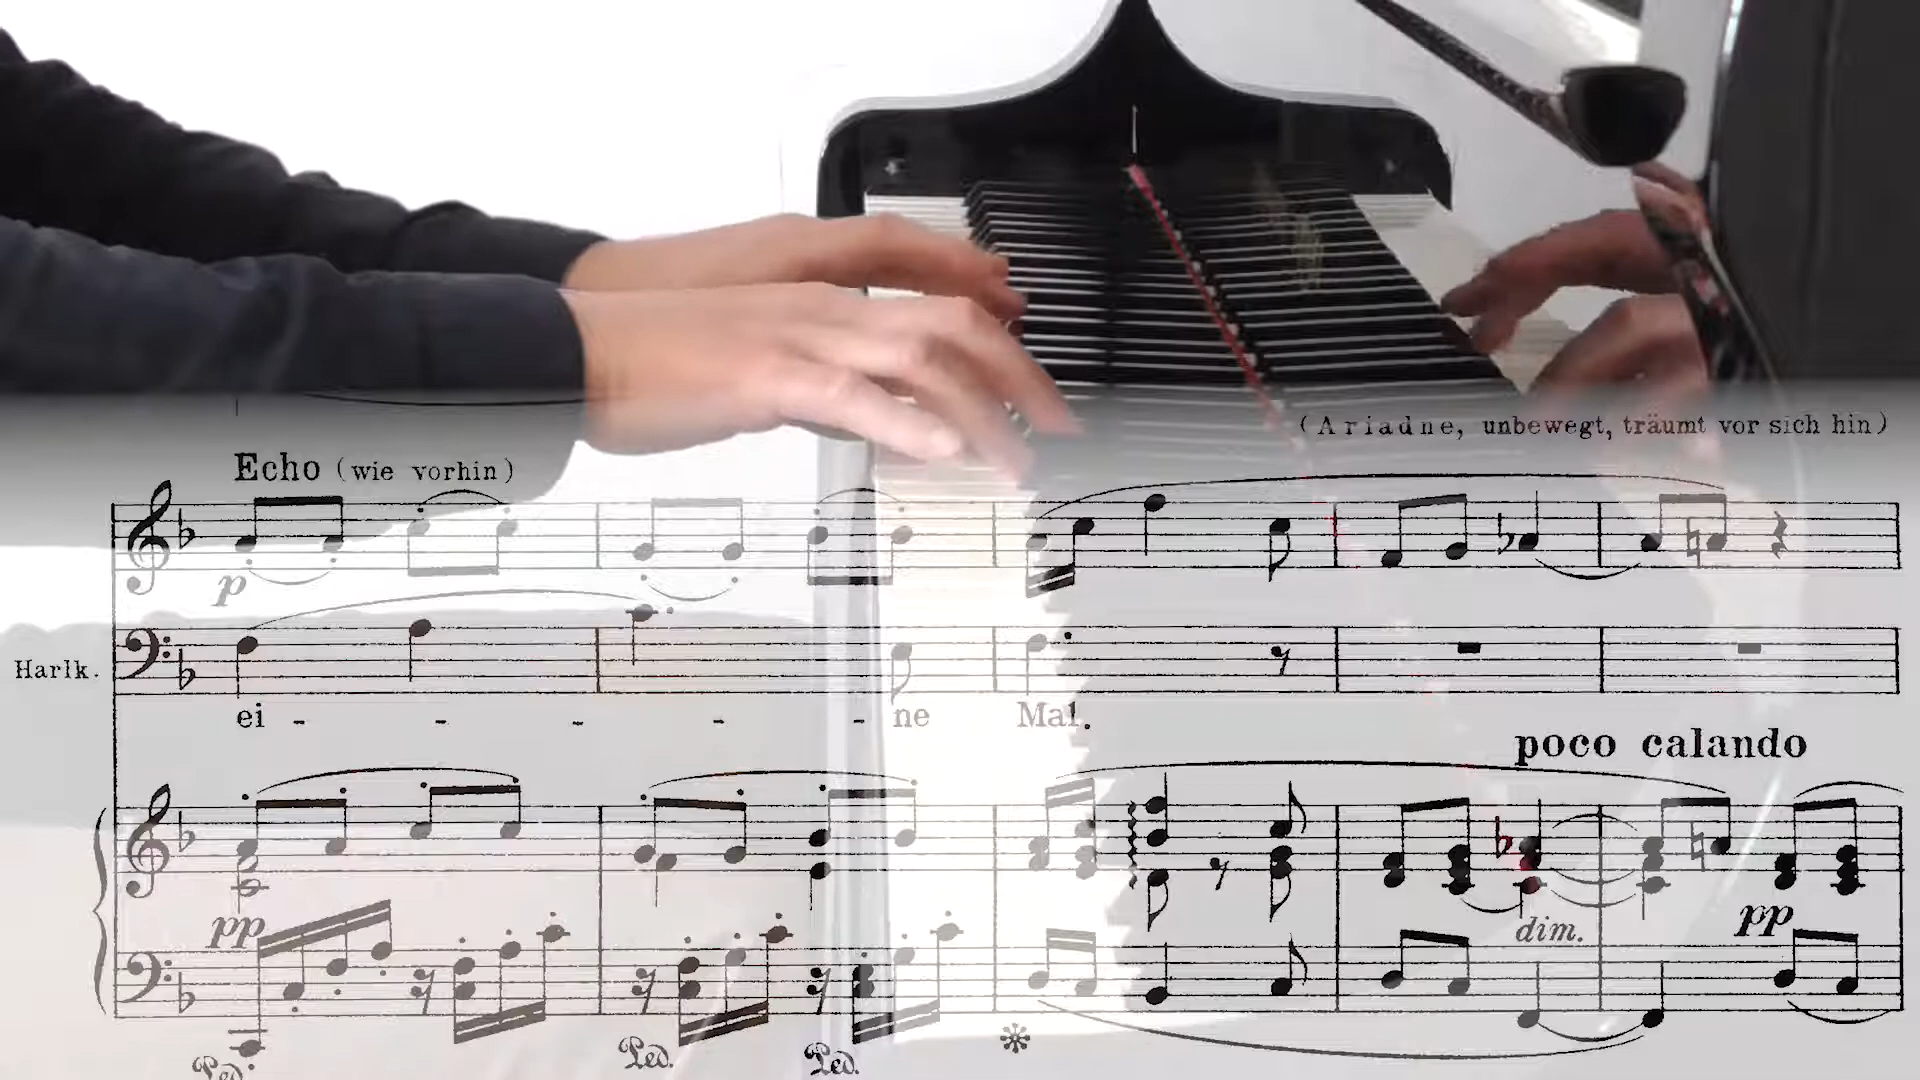 (Ariadne, unbewegt, träumt vor sich hin)
Echo (wie vorhin)
p
Harlk.
ei - - - - - ne Mal.
poco calando
pp dim. pp
Ped. Ped. Ped.